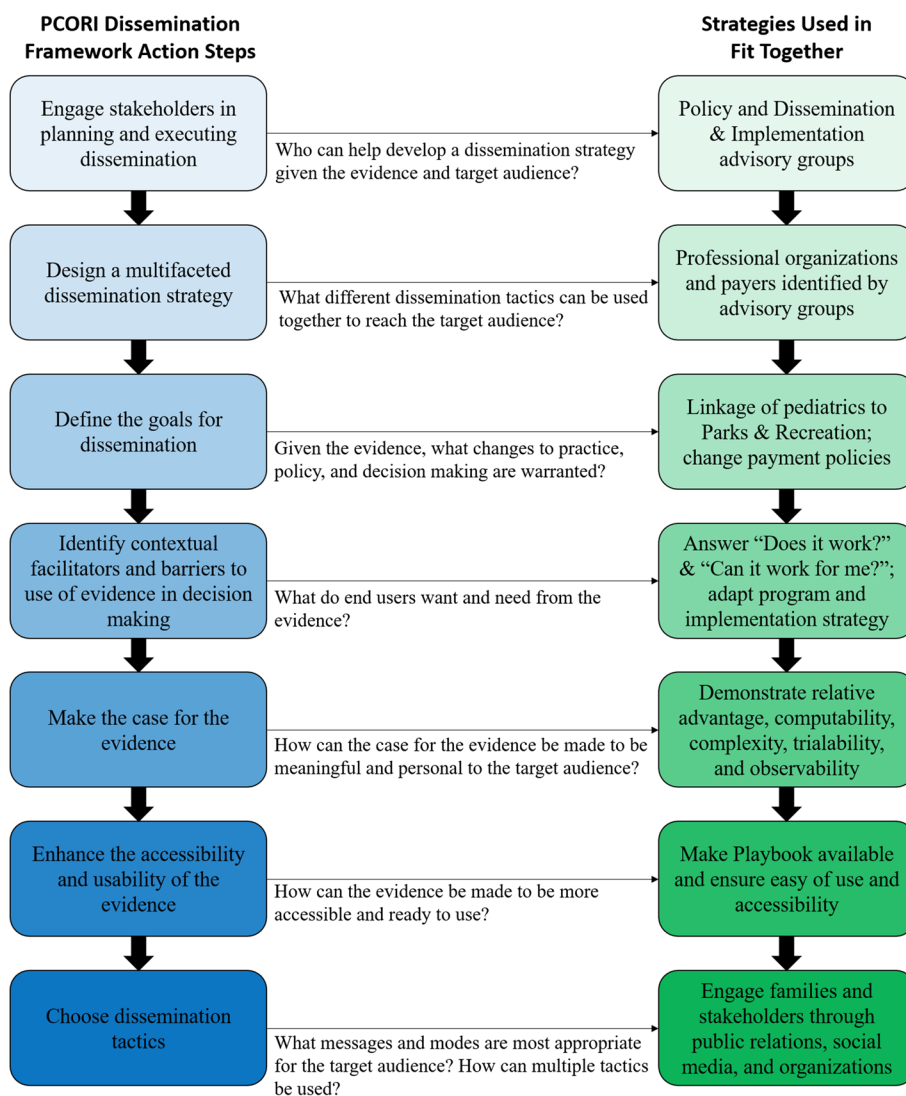 PCORI Dissemination
Framework Action Steps
Strategies Used in
Fit Together
Engage stakeholders in
planning and executing
dissemination
Who can help develop a dissemination strategy
given the evidence and target audience?
Policy and Dissemination
& Implementation
advisory groups
Design a multifaceted
dissemination strategy
What different dissemination tactics can be used
together to reach the target audience?
Professional organizations
and payers identified by
advisory groups
Define the goals for
dissemination
Given the evidence, what changes to practice,
policy, and decision making are warranted?
Linkage of pediatrics to
Parks & Recreation;
change payment policies
Identify contextual
facilitators and barriers to
use of evidence in decision
making
What do end users want and need from the
evidence?
Answer “Does it work?”
& “Can it work for me?”;
adapt program and
implementation strategy
Make the case for the
evidence
How can the case for the evidence be made to be
meaningful and personal to the target audience?
Demonstrate relative
advantage, computability,
complexity, trialability,
and observability
Enhance the accessibility
and usability of the
evidence
How can the evidence be made to be more
accessible and ready to use?
Make Playbook available
and ensure easy of use and
accessibility
Choose dissemination
tactics
What messages and modes are most appropriate
for the target audience? How can multiple tactics
be used?
Engage families and
stakeholders through
public relations, social
media, and organizations